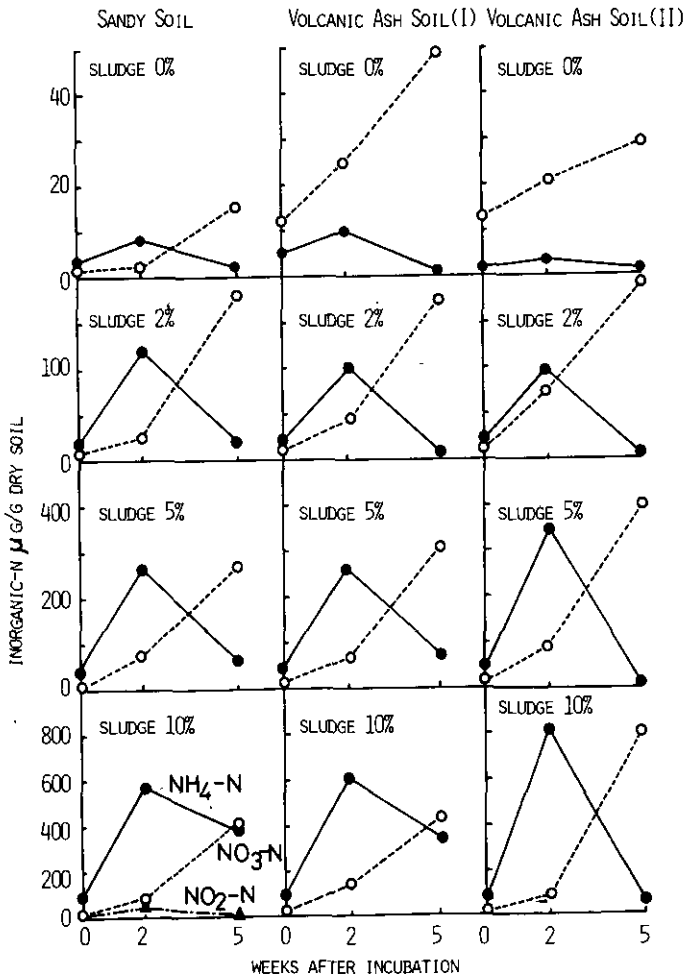 SANDY SOIL VOLCANIC ASH SOIL(I) VOLCANIC ASH SOIL(II)
SLUDGE 0% SLUDGE 0% SLUDGE 0%
40
20
0
SLUDGE 2% SLUDGE 2% SLUDGE 2%
100
0
SLUDGE 5% SLUDGE 5% SLUDGE 5%
400
200
0
SLUDGE 10% SLUDGE 10% SLUDGE 10%
800
600
400
200
0
NH4-N
NO3-N
NO2-N
0 2 5 0 2 5 0 2 5
WEEKS AFTER INCUBATION
INORGANIC-N μG/G DRY SOIL